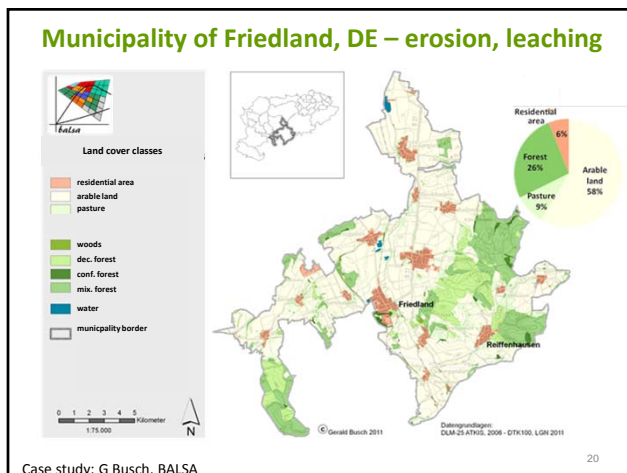 Municipality of Friedland, DE – erosion, leaching
balsa
Land cover classes
residential area
arable land
pasture
woods
dec. forest
conf. forest
mix. forest
water
municpality border
0 1 2 3 4 5
Kilometer
1:75.000
N
Residential
area
6%
Forest
26%
Arable
land
58%
Pasture
9%
Friedland
Reiffenhausen
© Gerald Busch 2011
Datengrundlagen:
DLM-25 ATKIS, 2006 - DTK100, LGN 2011
Case study: G Busch, BALSA
20